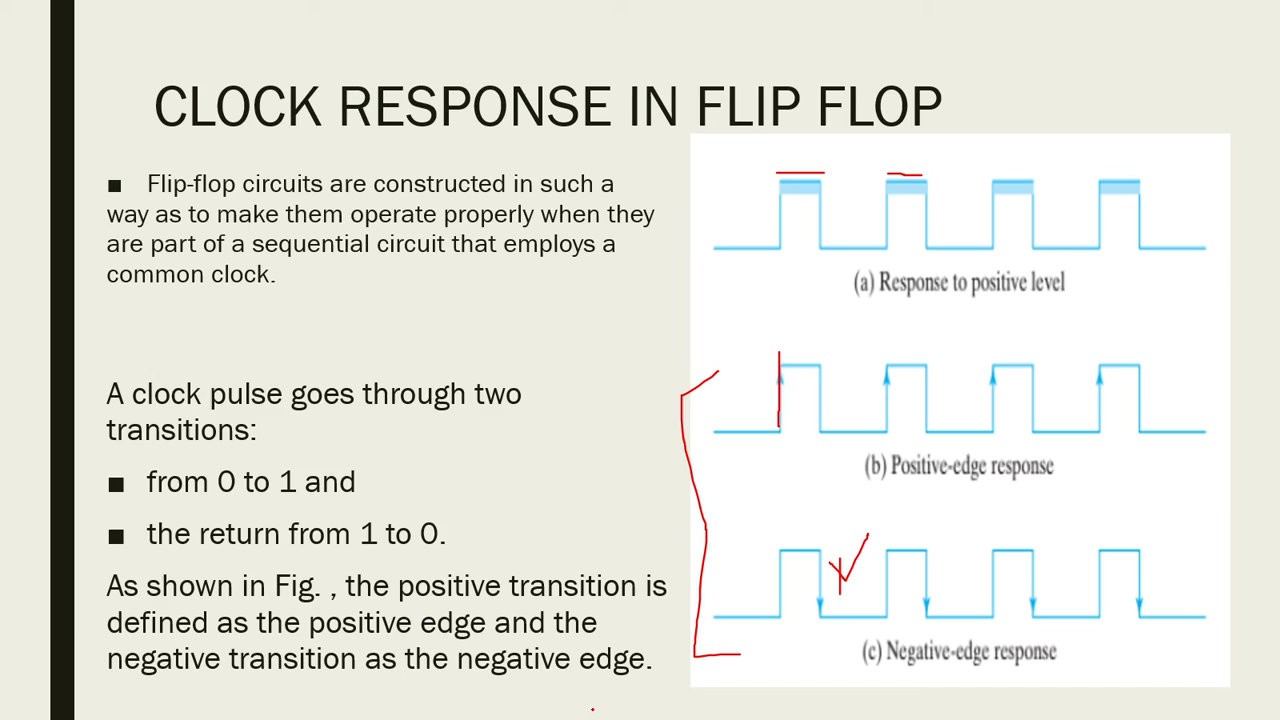 CLOCK RESPONSE IN FLIP FLOP
■ Flip-flop circuits are constructed in such a
way as to make them operate properly when they
are part of a sequential circuit that employs a
common clock.
A clock pulse goes through two
transitions:
■ from 0 to 1 and
■ the return from 1 to 0.
As shown in Fig. , the positive transition is
defined as the positive edge and the
negative transition as the negative edge.
(a) Response to positive level
(b) Positive-edge response
(c) Negative-edge response